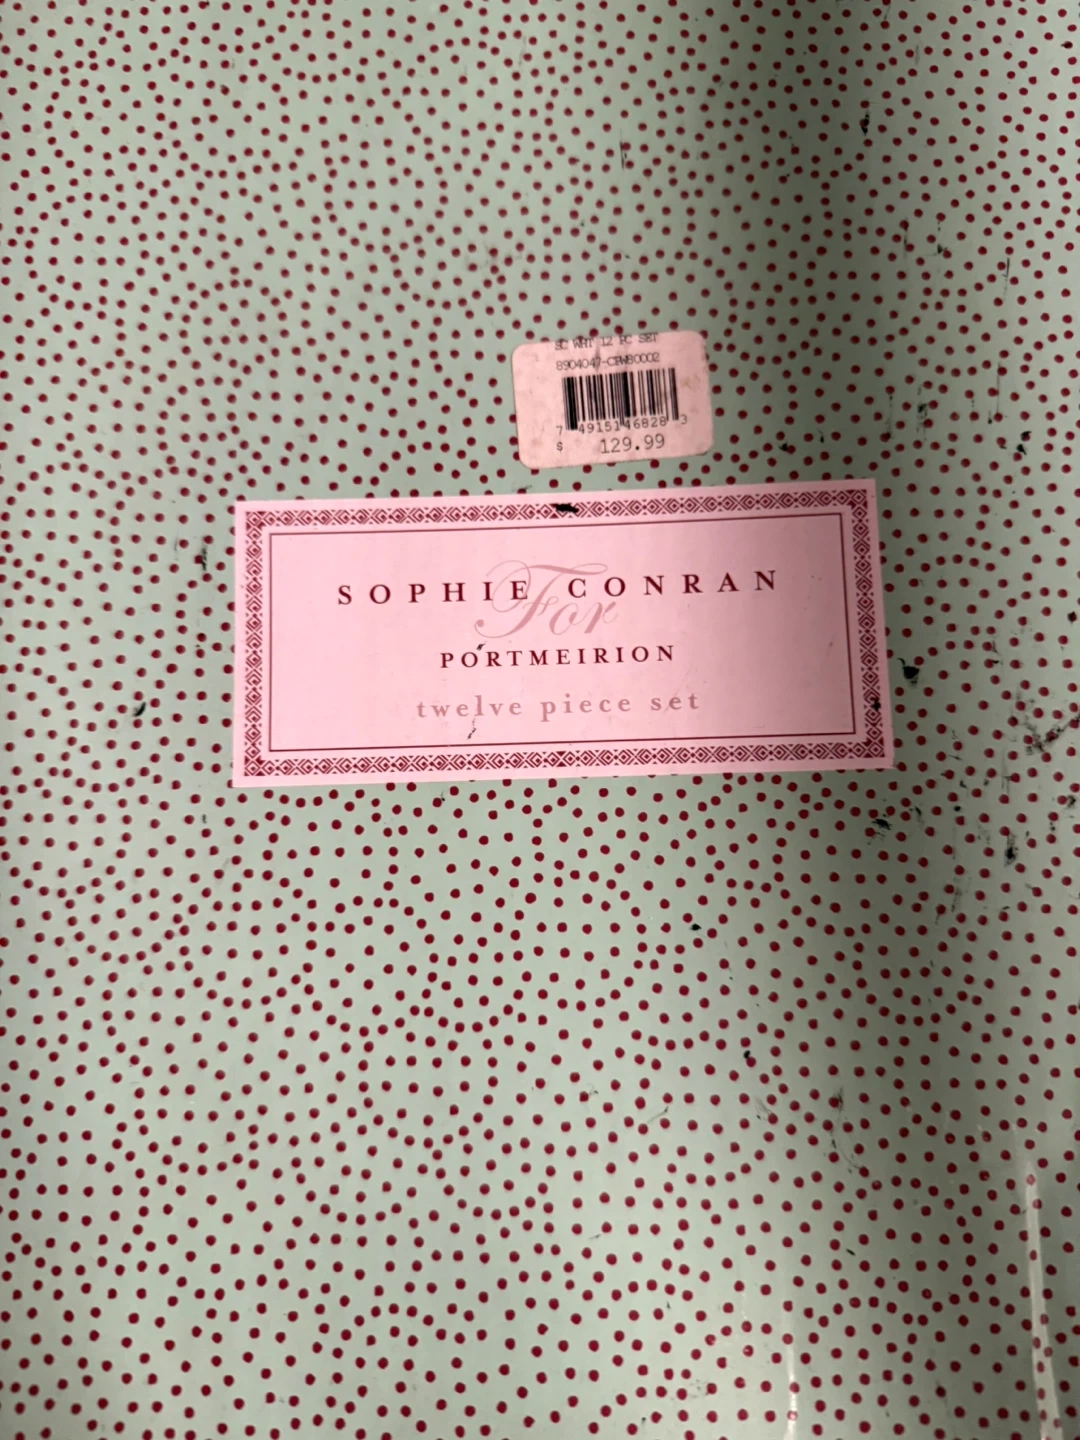 SC WHT 12 PC SET
8904047-CPW80002
7 49151 46828 3
$ 129.99
SOPHIE CONRAN
For
PORTMEIRION
twelve piece set